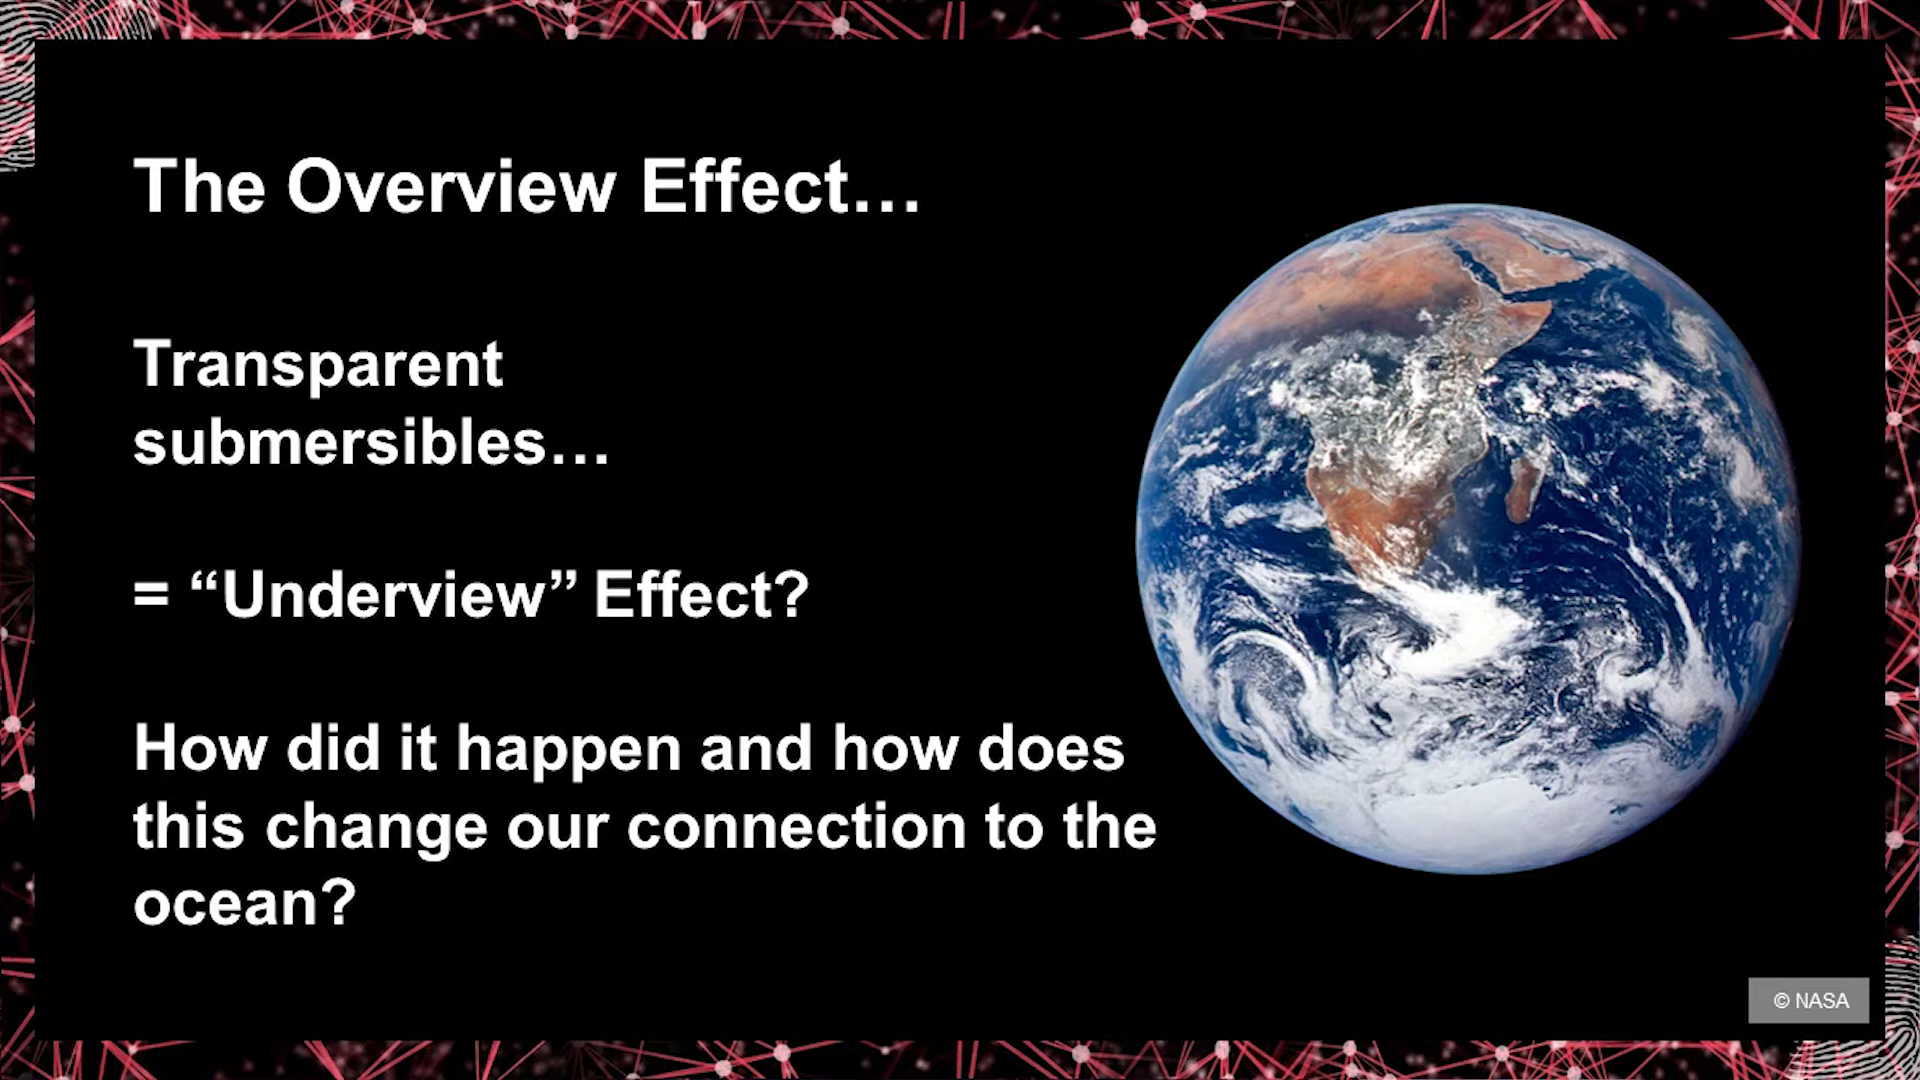 The Overview Effect…
Transparent
submersibles…
= “Underview” Effect?
How did it happen and how does
this change our connection to the
ocean?
© NASA